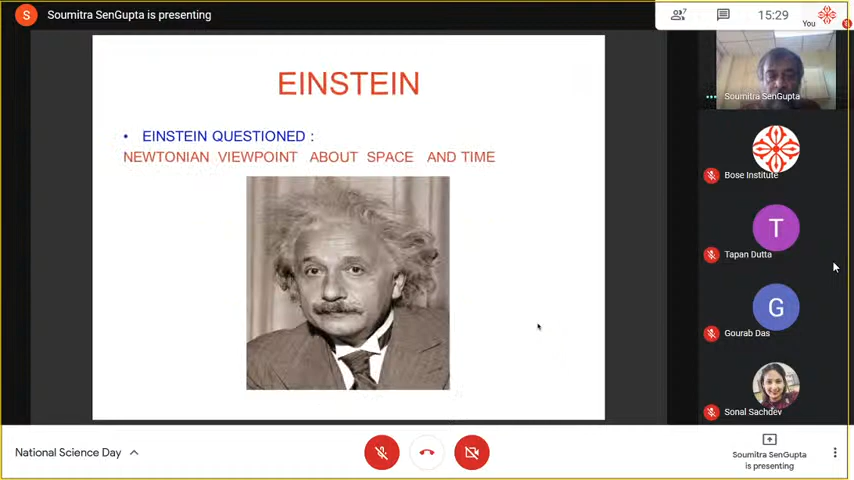 S Soumitra SenGupta is presenting
7
15:29
You
EINSTEIN
• EINSTEIN QUESTIONED :
NEWTONIAN VIEWPOINT ABOUT SPACE AND TIME
Soumitra SenGupta
Bose Institute
T
Tapan Dutta
G
Gourab Das
Sonal Sachdev
National Science Day
Soumitra SenGupta
is presenting